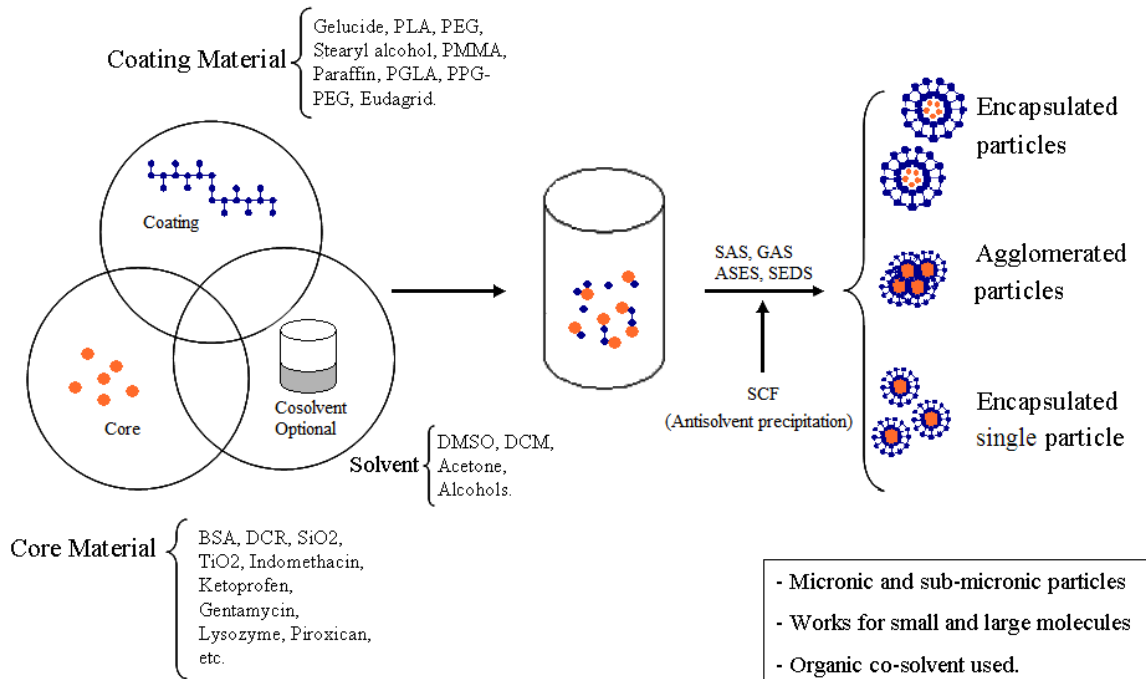 Coating Material
Gelucide, PLA, PEG,
Stearyl alcohol, PMMA,
Paraffin, PGLA, PPG-
PEG, Eudagrid.
Coating
Core
Cosolvent
Optional
Solvent
DMSO, DCM,
Acetone,
Alcohols.
Core Material
BSA, DCR, SiO2,
TiO2, Indomethacin,
Ketoprofen,
Gentamycin,
Lysozyme, Piroxican,
etc.
SAS, GAS
ASES, SEDS
SCF
(Antisolvent precipitation)
Encapsulated
particles
Agglomerated
particles
Encapsulated
single particle
- Micronic and sub-micronic particles
- Works for small and large molecules
- Organic co-solvent used.